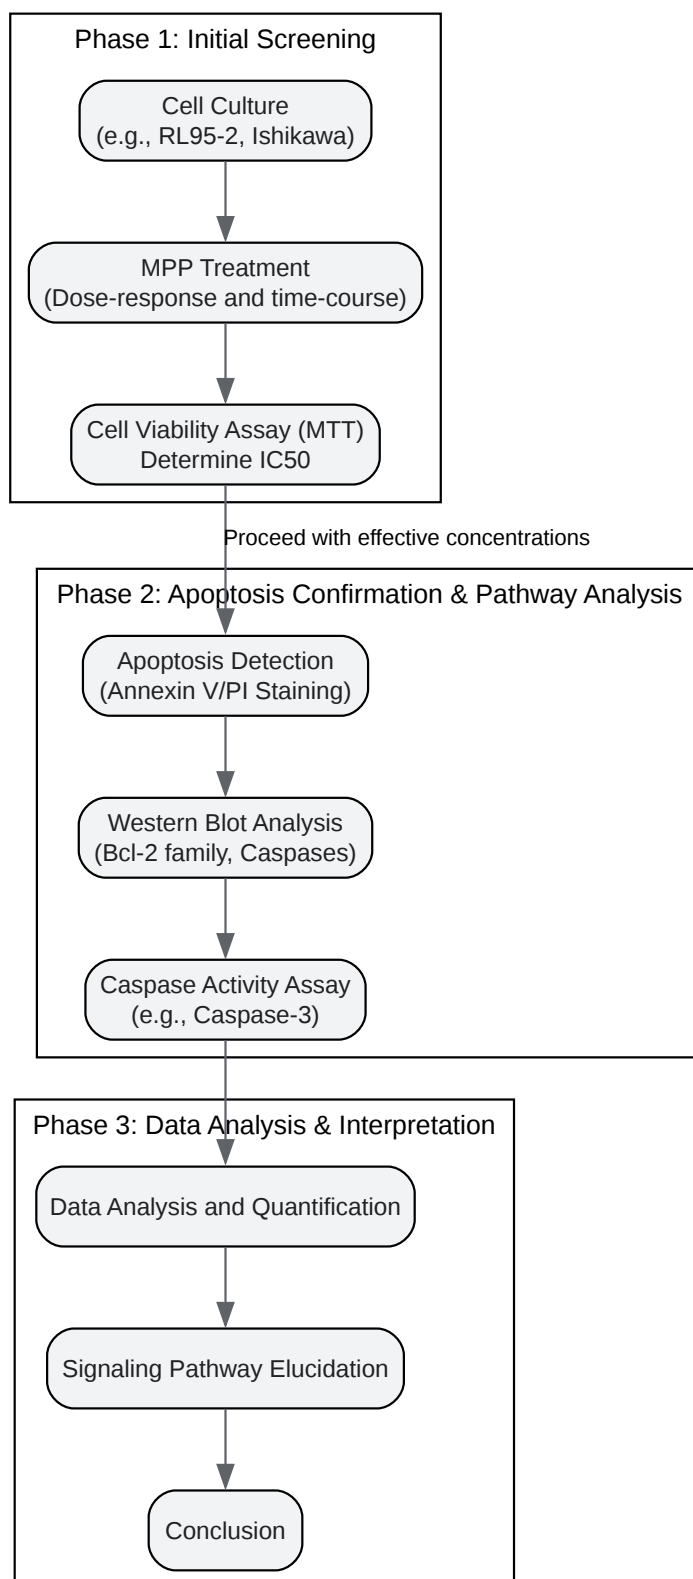 Phase 1: Initial Screening
Cell Culture
(e.g., RL95-2, Ishikawa)
MPP Treatment
(Dose-response and time-course)
Cell Viability Assay (MTT)
Determine IC50
Proceed with effective concentrations
Phase 2: Apoptosis Confirmation & Pathway Analysis
Apoptosis Detection
(Annexin V/PI Staining)
Western Blot Analysis
(Bcl-2 family, Caspases)
Caspase Activity Assay
(e.g., Caspase-3)
Phase 3: Data Analysis & Interpretation
Data Analysis and Quantification
Signaling Pathway Elucidation
Conclusion